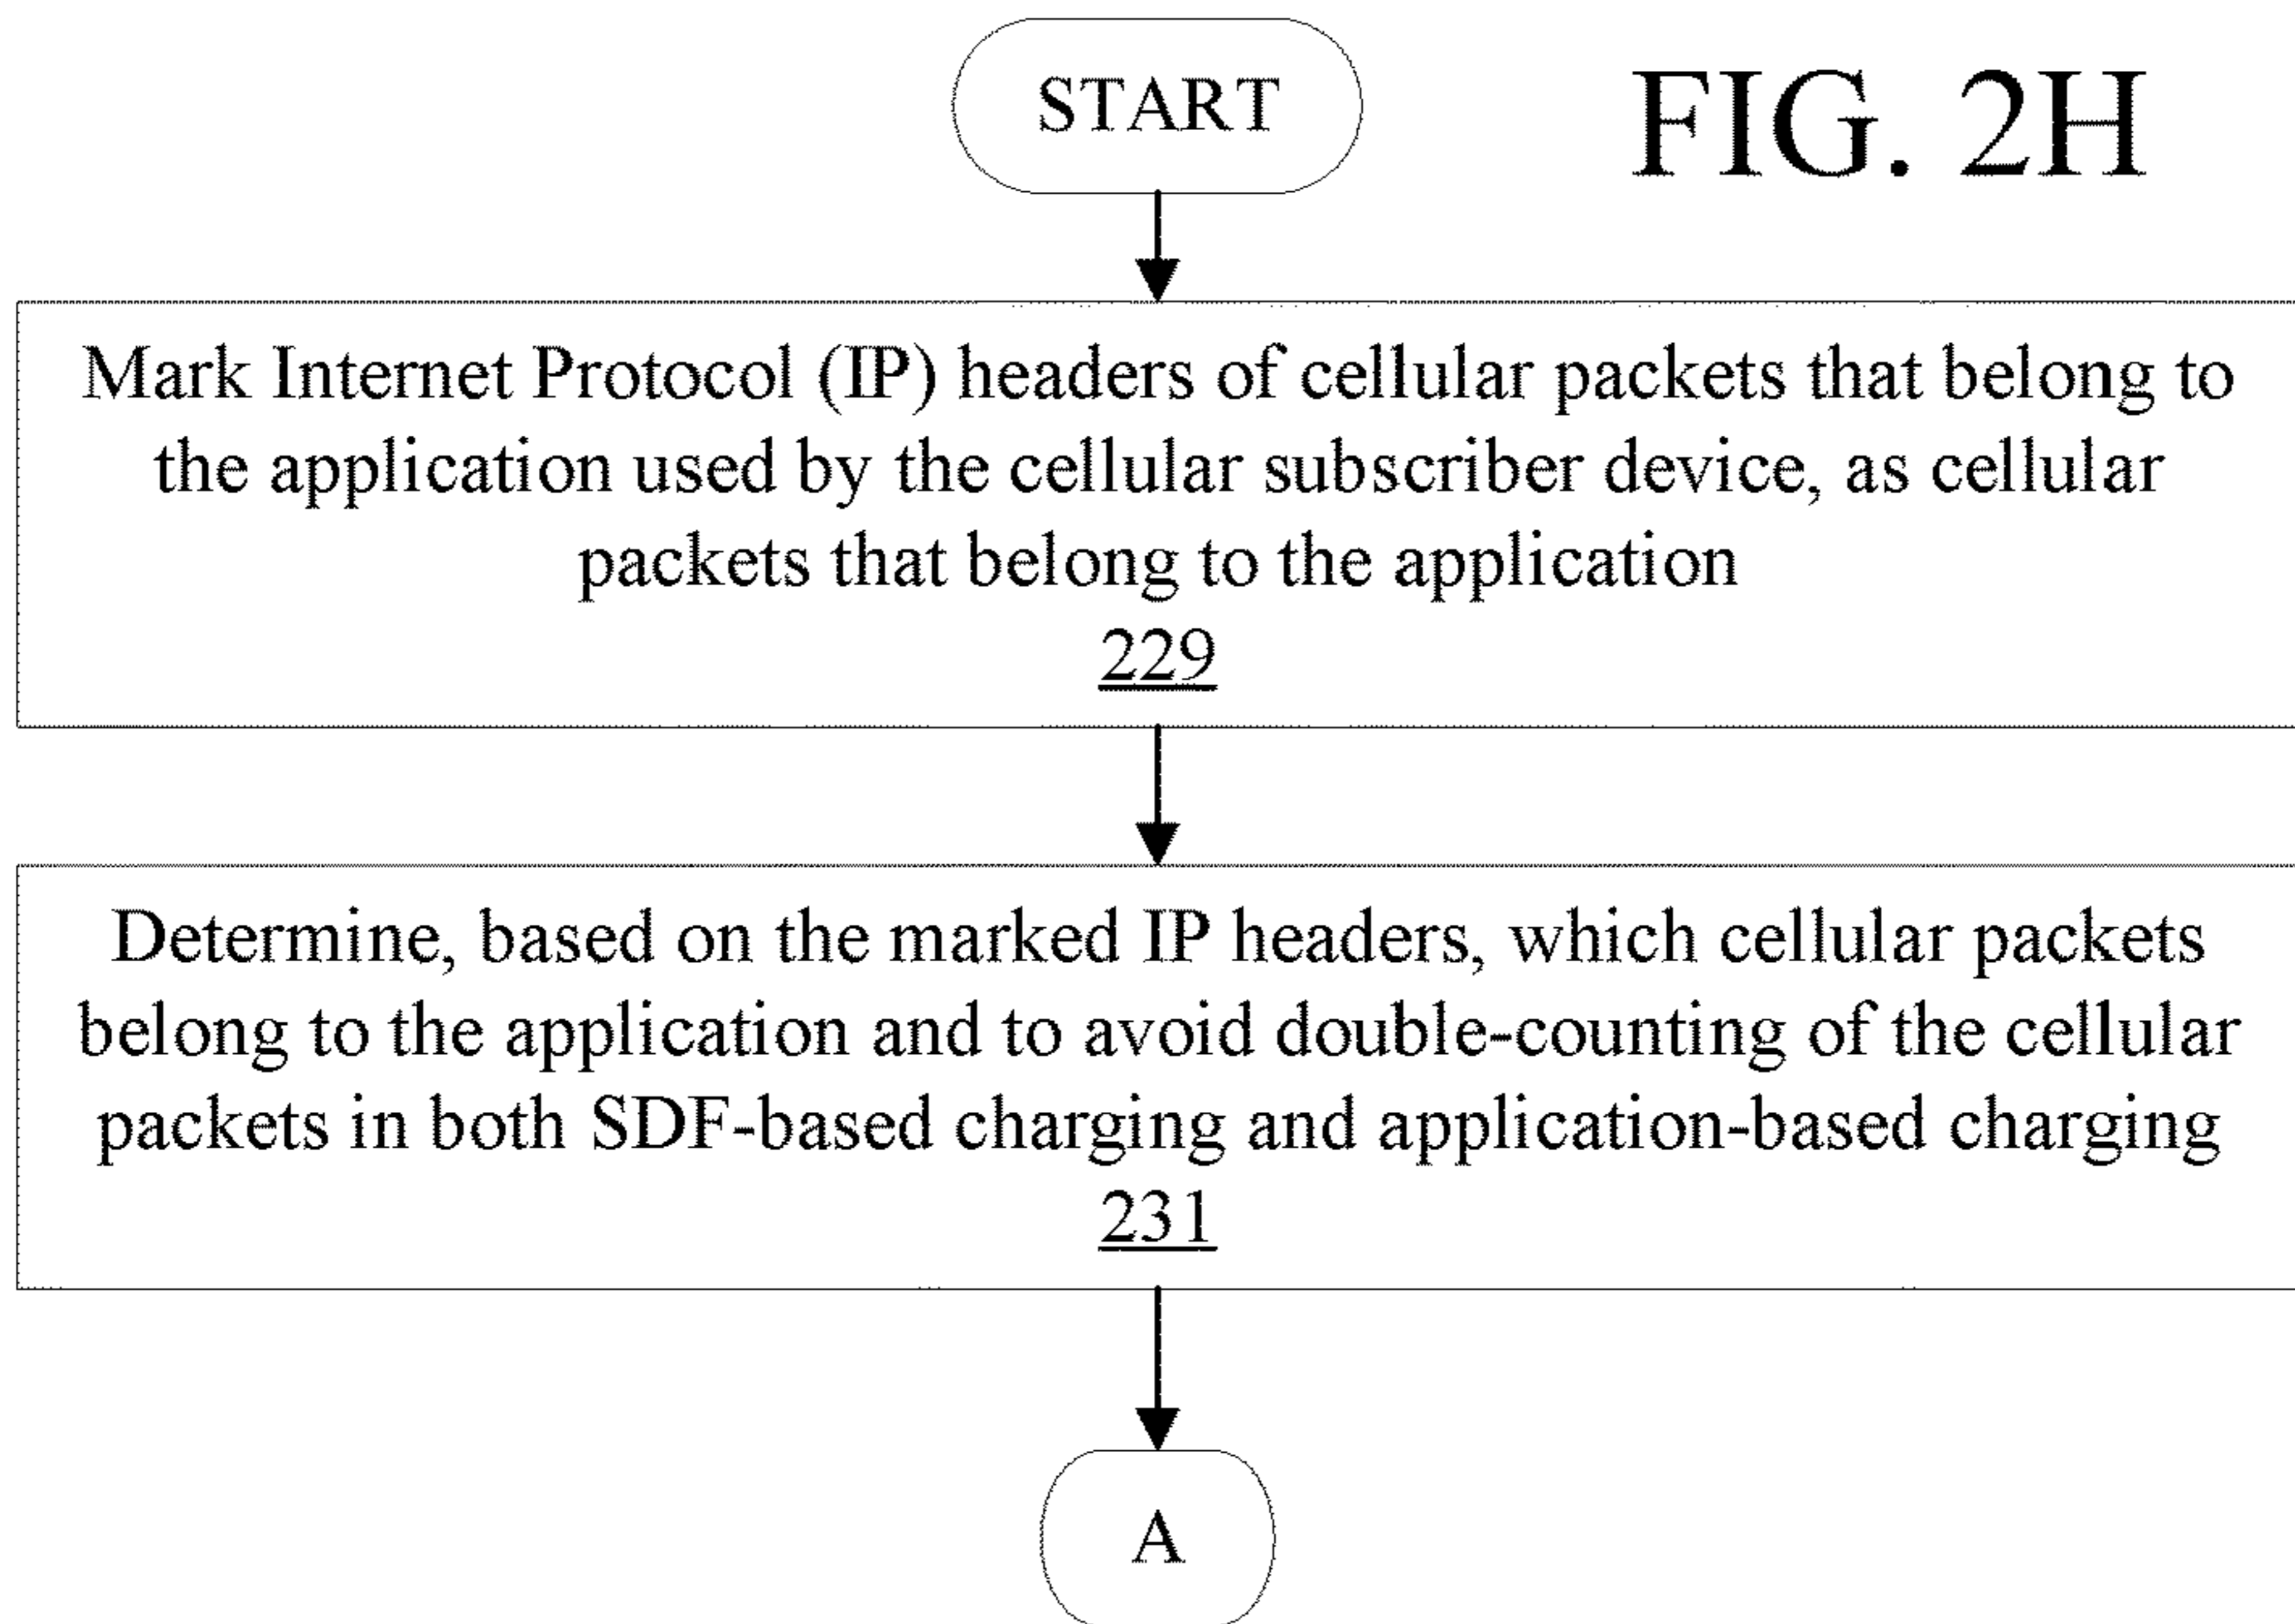 START
FIG. 2H
Mark Internet Protocol (IP) headers of cellular packets that belong to
the application used by the cellular subscriber device, as cellular
packets that belong to the application
229
Determine, based on the marked IP headers, which cellular packets
belong to the application and to avoid double-counting of the cellular
packets in both SDF-based charging and application-based charging
231
A